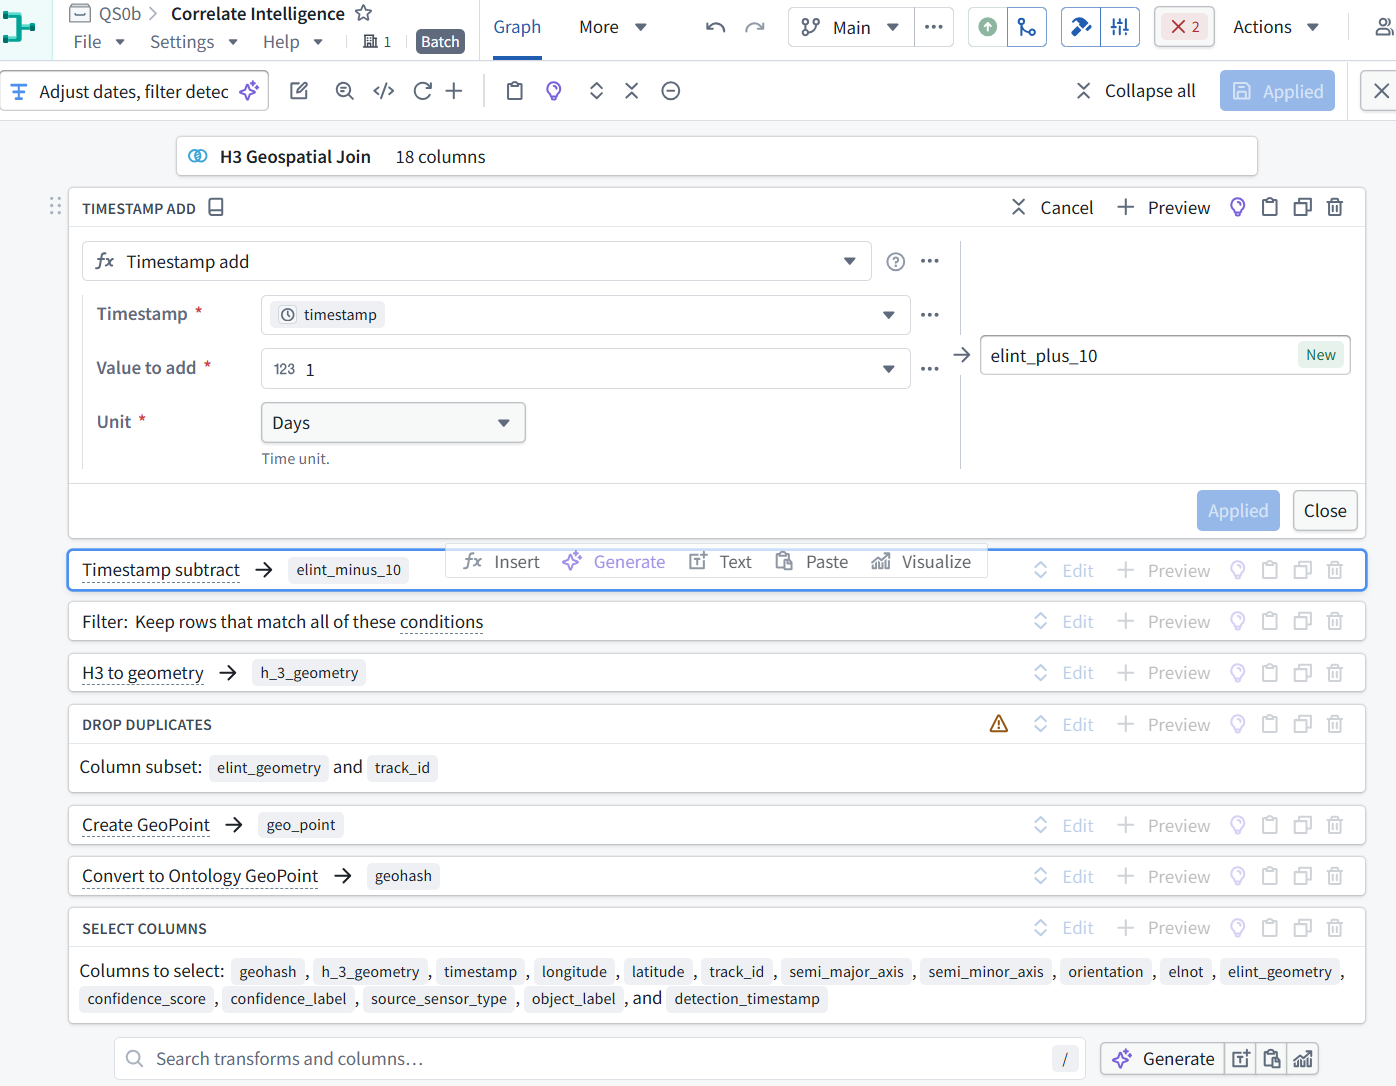 QS0b > Correlate Intelligence
File Settings Help 1 Batch
Graph More Main ... 2 Actions
Adjust dates, filter detec
Collapse all Applied
H3 Geospatial Join 18 columns
TIMESTAMP ADD Cancel Preview
fx Timestamp add
Timestamp * timestamp
Value to add * 123 1
elint_plus_10 New
Unit * Days
Time unit.
Applied Close
Timestamp subtract → elint_minus_10 fx Insert Generate Text Paste Visualize Edit Preview
Filter: Keep rows that match all of these conditions Edit Preview
H3 to geometry → h_3_geometry Edit Preview
DROP DUPLICATES Edit Preview
Column subset: elint_geometry and track_id
Create GeoPoint → geo_point Edit Preview
Convert to Ontology GeoPoint → geohash Edit Preview
SELECT COLUMNS Edit Preview
Columns to select: geohash , h_3_geometry , timestamp , longitude , latitude , track_id , semi_major_axis , semi_minor_axis , orientation , elnot , elint_geometry ,
confidence_score , confidence_label , source_sensor_type , object_label , and detection_timestamp
Search transforms and columns... / Generate